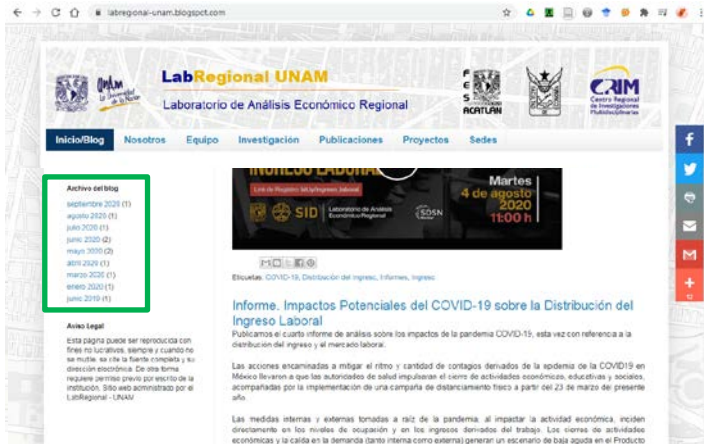 labregional-unam.blogspot.com
LabRegional UNAM
Laboratorio de Análisis Económico Regional
UNAM
La Universidad
de la Nación
FES
ACATLÁN
CRIM
Centro Regional
de Investigaciones
Multidisciplinarias
Inicio/Blog Nosotros Equipo Investigación Publicaciones Proyectos Sedes
Archivo del blog
septiembre 2020 (1)
agosto 2020 (1)
julio 2020 (1)
junio 2020 (2)
mayo 2020 (2)
abril 2020 (1)
marzo 2020 (1)
enero 2020 (1)
junio 2019 (1)
Aviso Legal
Esta página puede ser reproducida con
fines no lucrativos, siempre y cuando no
se mutile, se cite la fuente completa y su
dirección electrónica. De otra forma
requiere permiso previo por escrito de la
institución. Sitio web administrado por el
LabRegional - UNAM
INGRESO LABORAL
Link de Registro: bit.ly/ingreso_laboral
Martes
4 de agosto
2020
11:00 h
SID
Laboratorio de Análisis
Económico Regional
SOSN
Etiquetas: COVID-19, Distribución del ingreso, Informes, Ingreso
Informe. Impactos Potenciales del COVID-19 sobre la Distribución del
Ingreso Laboral
Publicamos el cuarto informe de análisis sobre los impactos de la pandemia COVID-19, esta vez con referencia a la
distribución del ingreso y el mercado laboral.
Las acciones encaminadas a mitigar el ritmo y cantidad de contagios derivados de la epidemia de la COVID19 en
México llevaron a que las autoridades de salud impulsaran el cierre de actividades económicas, educativas y sociales,
acompañadas por la implementación de una campaña de distanciamiento físico a partir del 23 de marzo del presente
año.
Las medidas internas y externas tomadas a raíz de la pandemia, al impactar la actividad económica, inciden
directamente en los niveles de ocupación y en los ingresos derivados del trabajo. Los cierres de actividades
económicas y la caída en la demanda (tanto interna como externa) generan un escenario de baja aguda en el Producto
12